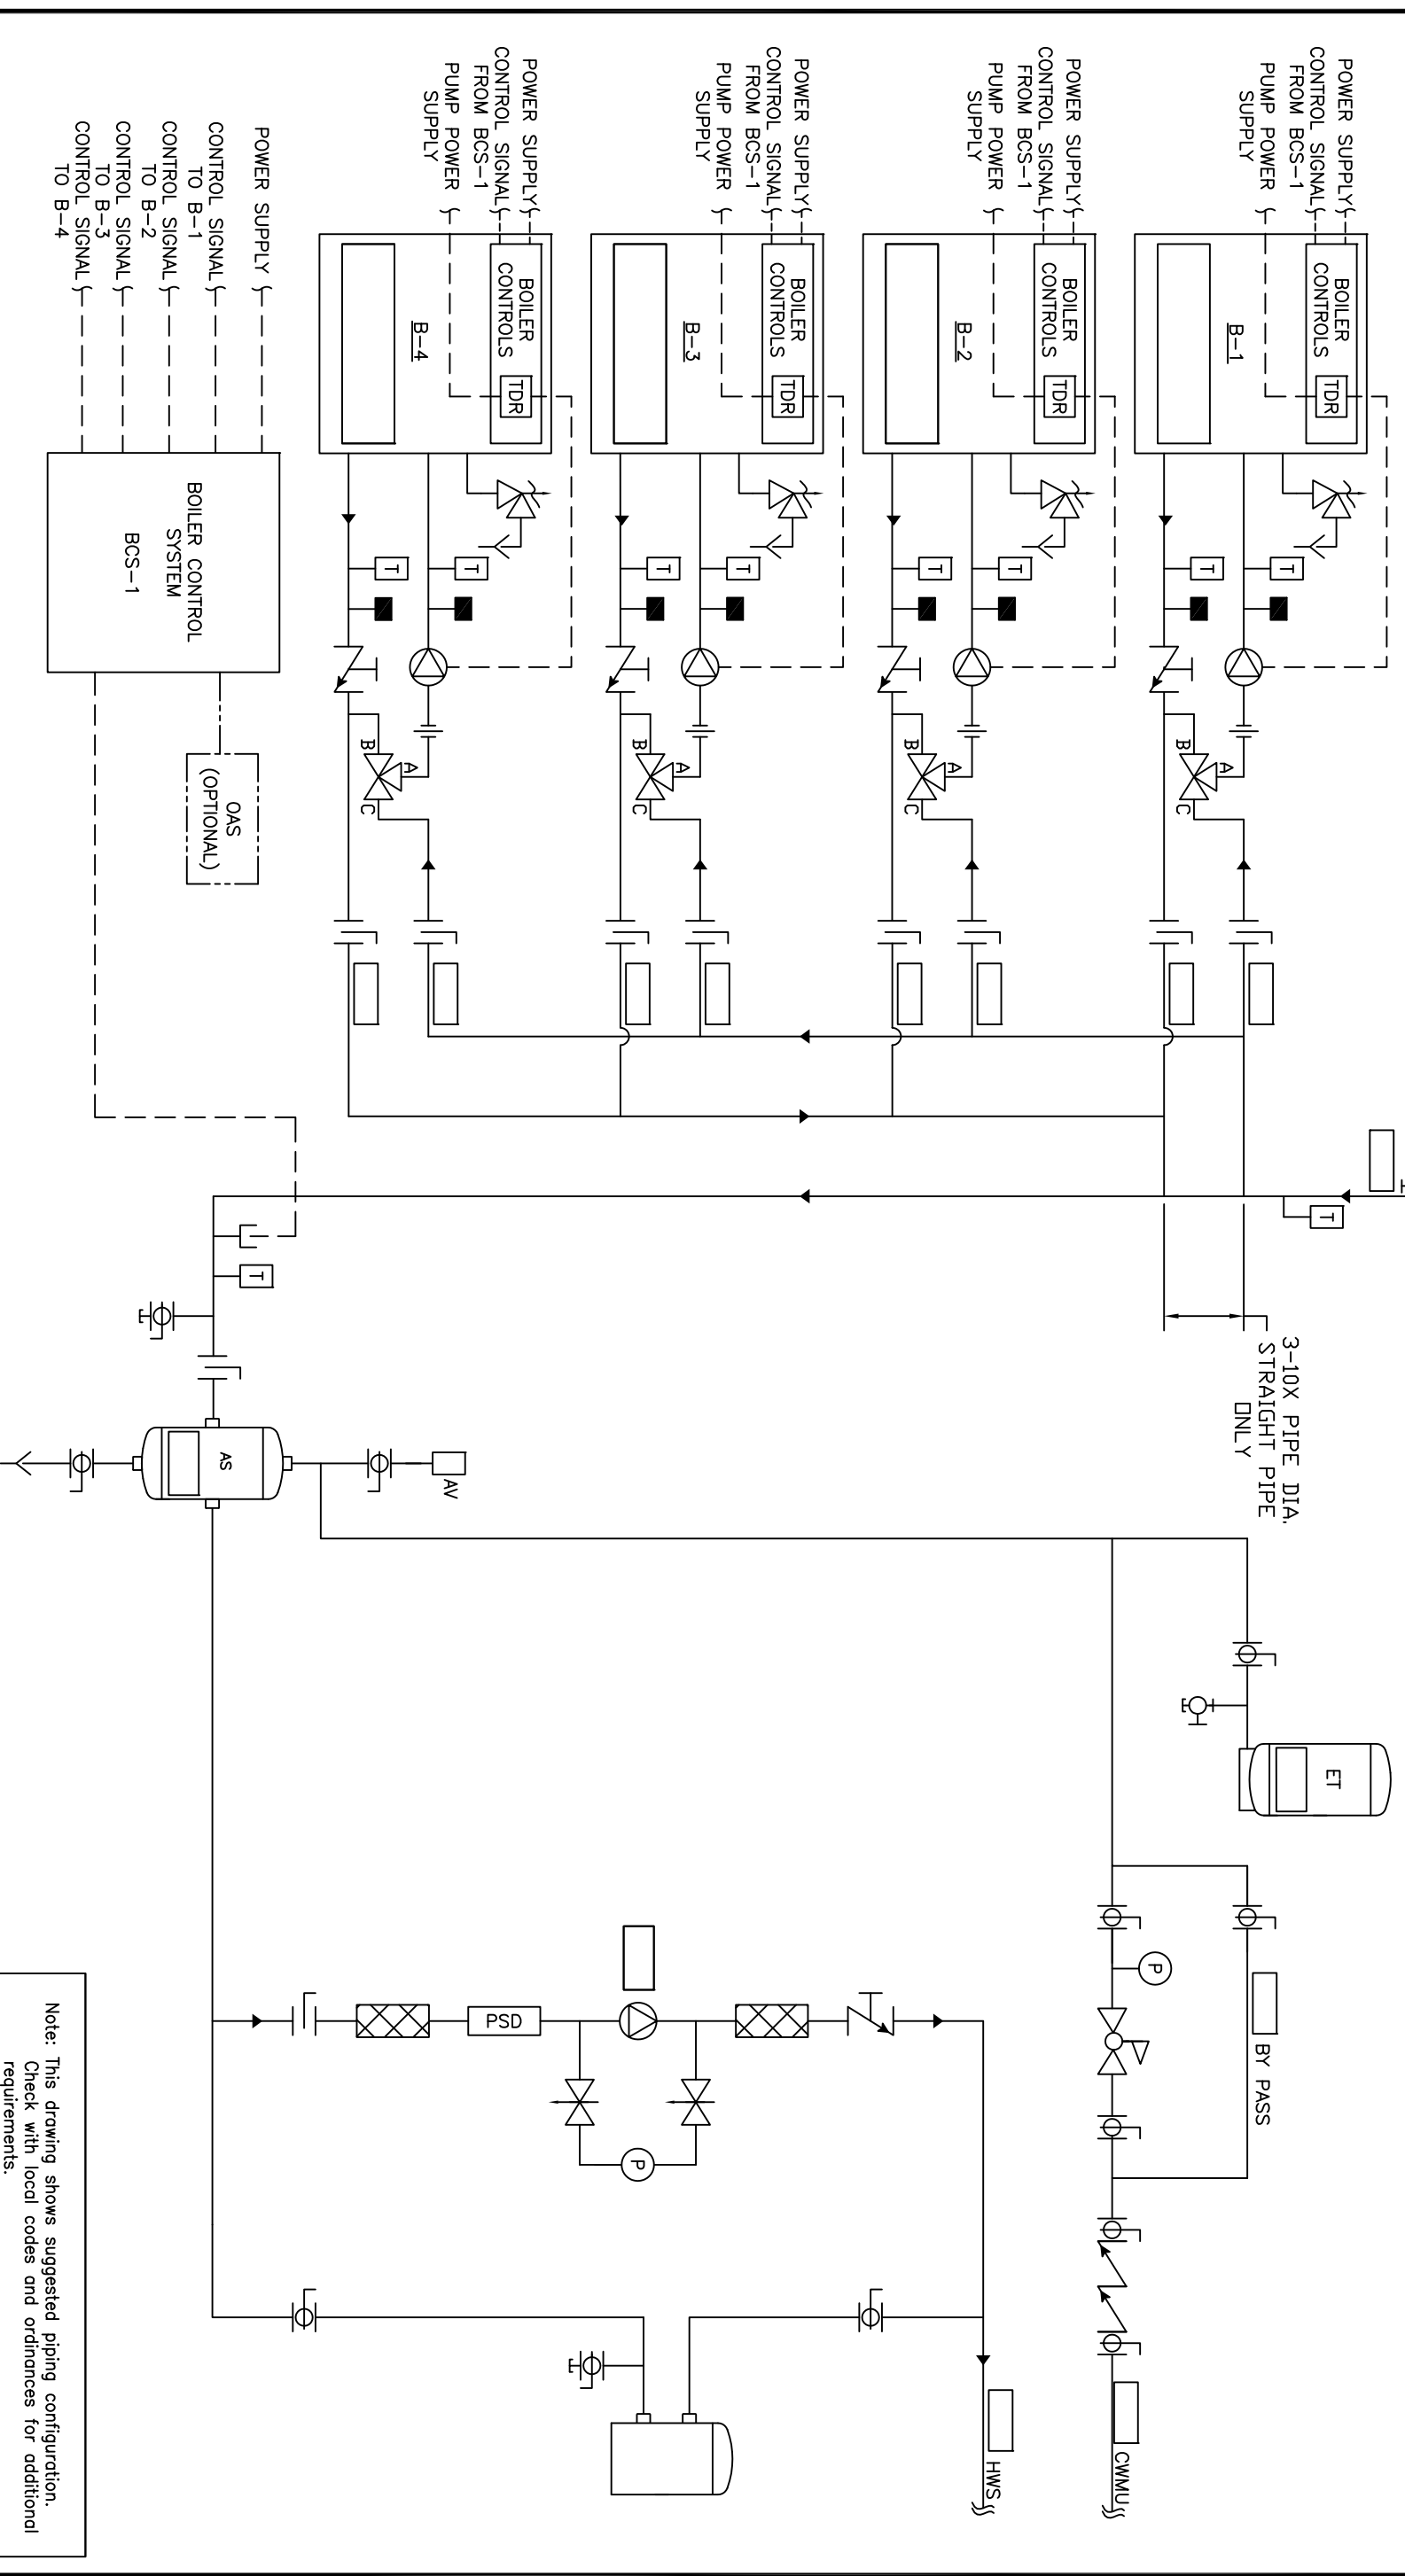 POWER SUPPLY
CONTROL SIGNAL
FROM BCS-1
PUMP POWER
SUPPLY
BOILER
CONTROLS
TDR
B-1
T
T
A
B
C
POWER SUPPLY
CONTROL SIGNAL
FROM BCS-1
PUMP POWER
SUPPLY
BOILER
CONTROLS
TDR
B-2
T
T
A
B
C
POWER SUPPLY
CONTROL SIGNAL
FROM BCS-1
PUMP POWER
SUPPLY
BOILER
CONTROLS
TDR
B-3
T
T
A
B
C
POWER SUPPLY
CONTROL SIGNAL
FROM BCS-1
PUMP POWER
SUPPLY
BOILER
CONTROLS
TDR
B-4
T
T
A
B
C
POWER SUPPLY
CONTROL SIGNAL
TO B-1
CONTROL SIGNAL
TO B-2
CONTROL SIGNAL
TO B-3
CONTROL SIGNAL
TO B-4
BOILER CONTROL
SYSTEM
BCS-1
OAS
(OPTIONAL)
T
T
3-10X PIPE DIA.
STRAIGHT PIPE
ONLY
AS
AV
ET
P
BY PASS
PSD
P
CWMU
HWS
Note: This drawing shows suggested piping configuration.
Check with local codes and ordinances for additional
requirements.